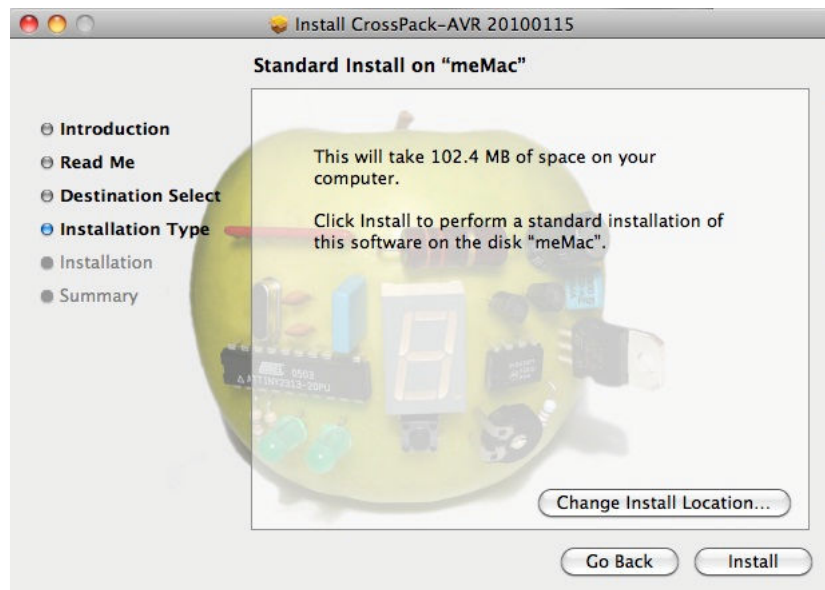 Install CrossPack-AVR 20100115
Standard Install on “meMac”
Introduction
Read Me
Destination Select
Installation Type
Installation
Summary
This will take 102.4 MB of space on your
computer.
Click Install to perform a standard installation of
this software on the disk "meMac".
0503
ATTINY2313-20PU
Change Install Location...
Go Back
Install